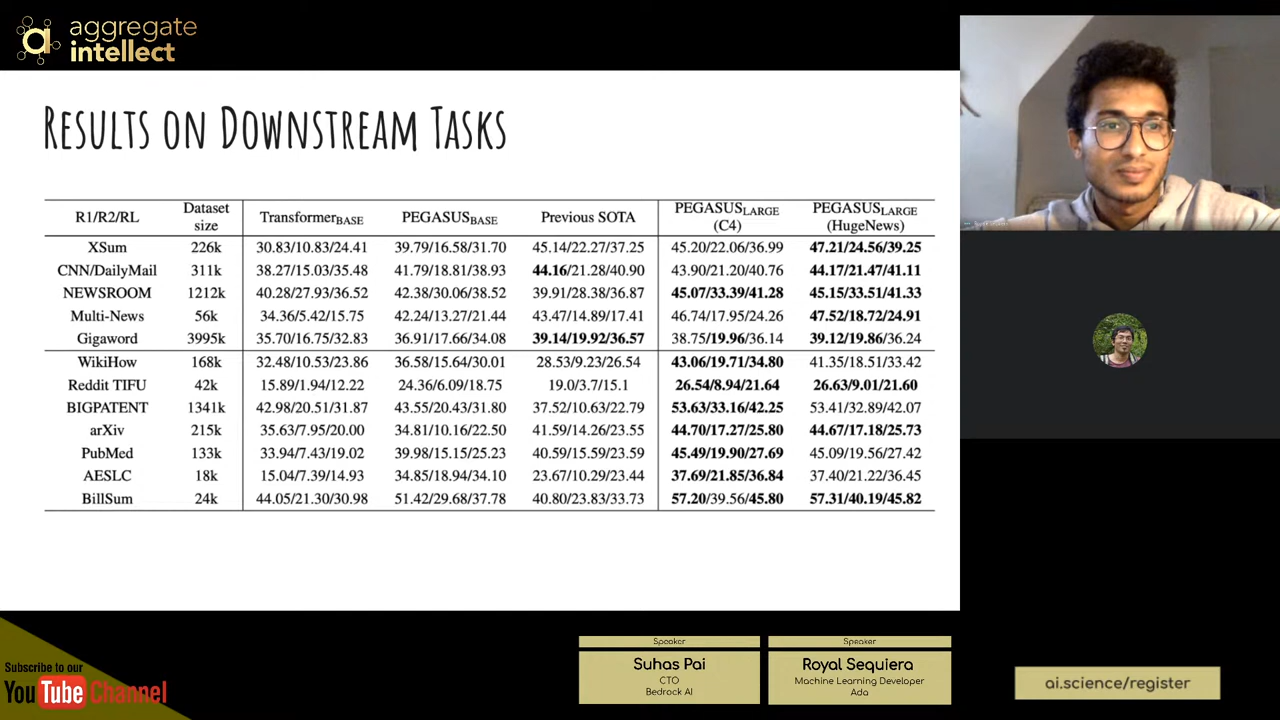 aggregate
intellect
Results on Downstream Tasks
R1/R2/RL Dataset size Transformer_BASE PEGASUS_BASE Previous SOTA PEGASUS_LARGE (C4) PEGASUS_LARGE (HugeNews)
XSum 226k 30.83/10.83/24.41 39.79/16.58/31.70 45.14/22.27/37.25 45.20/22.06/36.99 47.21/24.56/39.25
CNN/DailyMail 311k 38.27/15.03/35.48 41.79/18.81/38.93 44.16/21.28/40.90 43.90/21.20/40.76 44.17/21.47/41.11
NEWSROOM 1212k 40.28/27.93/36.52 42.38/30.06/38.52 39.91/28.38/36.87 45.07/33.39/41.28 45.15/33.51/41.33
Multi-News 56k 34.36/5.42/15.75 42.24/13.27/21.44 43.47/14.89/17.41 46.74/17.95/24.26 47.52/18.72/24.91
Gigaword 3995k 35.70/16.75/32.83 36.91/17.66/34.08 39.14/19.92/36.57 38.75/19.96/36.14 39.12/19.86/36.24
WikiHow 168k 32.48/10.53/23.86 36.58/15.64/30.01 28.53/9.23/26.54 43.06/19.71/34.80 41.35/18.51/33.42
Reddit TIFU 42k 15.89/1.94/12.22 24.36/6.09/18.75 19.0/3.7/15.1 26.54/8.94/21.64 26.63/9.01/21.60
BIGPATENT 1341k 42.98/20.51/31.87 43.55/20.43/31.80 37.52/10.63/22.79 53.63/33.16/42.25 53.41/32.89/42.07
arXiv 215k 35.63/7.95/20.00 34.81/10.16/22.50 41.59/14.26/23.55 44.70/17.27/25.80 44.67/17.18/25.73
PubMed 133k 33.94/7.43/19.02 39.98/15.15/25.23 40.59/15.59/23.59 45.49/19.90/27.69 45.09/19.56/27.42
AESLC 18k 15.04/7.39/14.93 34.85/18.94/34.10 23.67/10.29/23.44 37.69/21.85/36.84 37.40/21.22/36.45
BillSum 24k 44.05/21.30/30.98 51.42/29.68/37.78 40.80/23.83/33.73 57.20/39.56/45.80 57.31/40.19/45.82
Subscribe to our
YouTube Channel
Speaker
Suhas Pai
CTO
Bedrock AI
Speaker
Royal Sequiera
Machine Learning Developer
Ada
ai.science/register